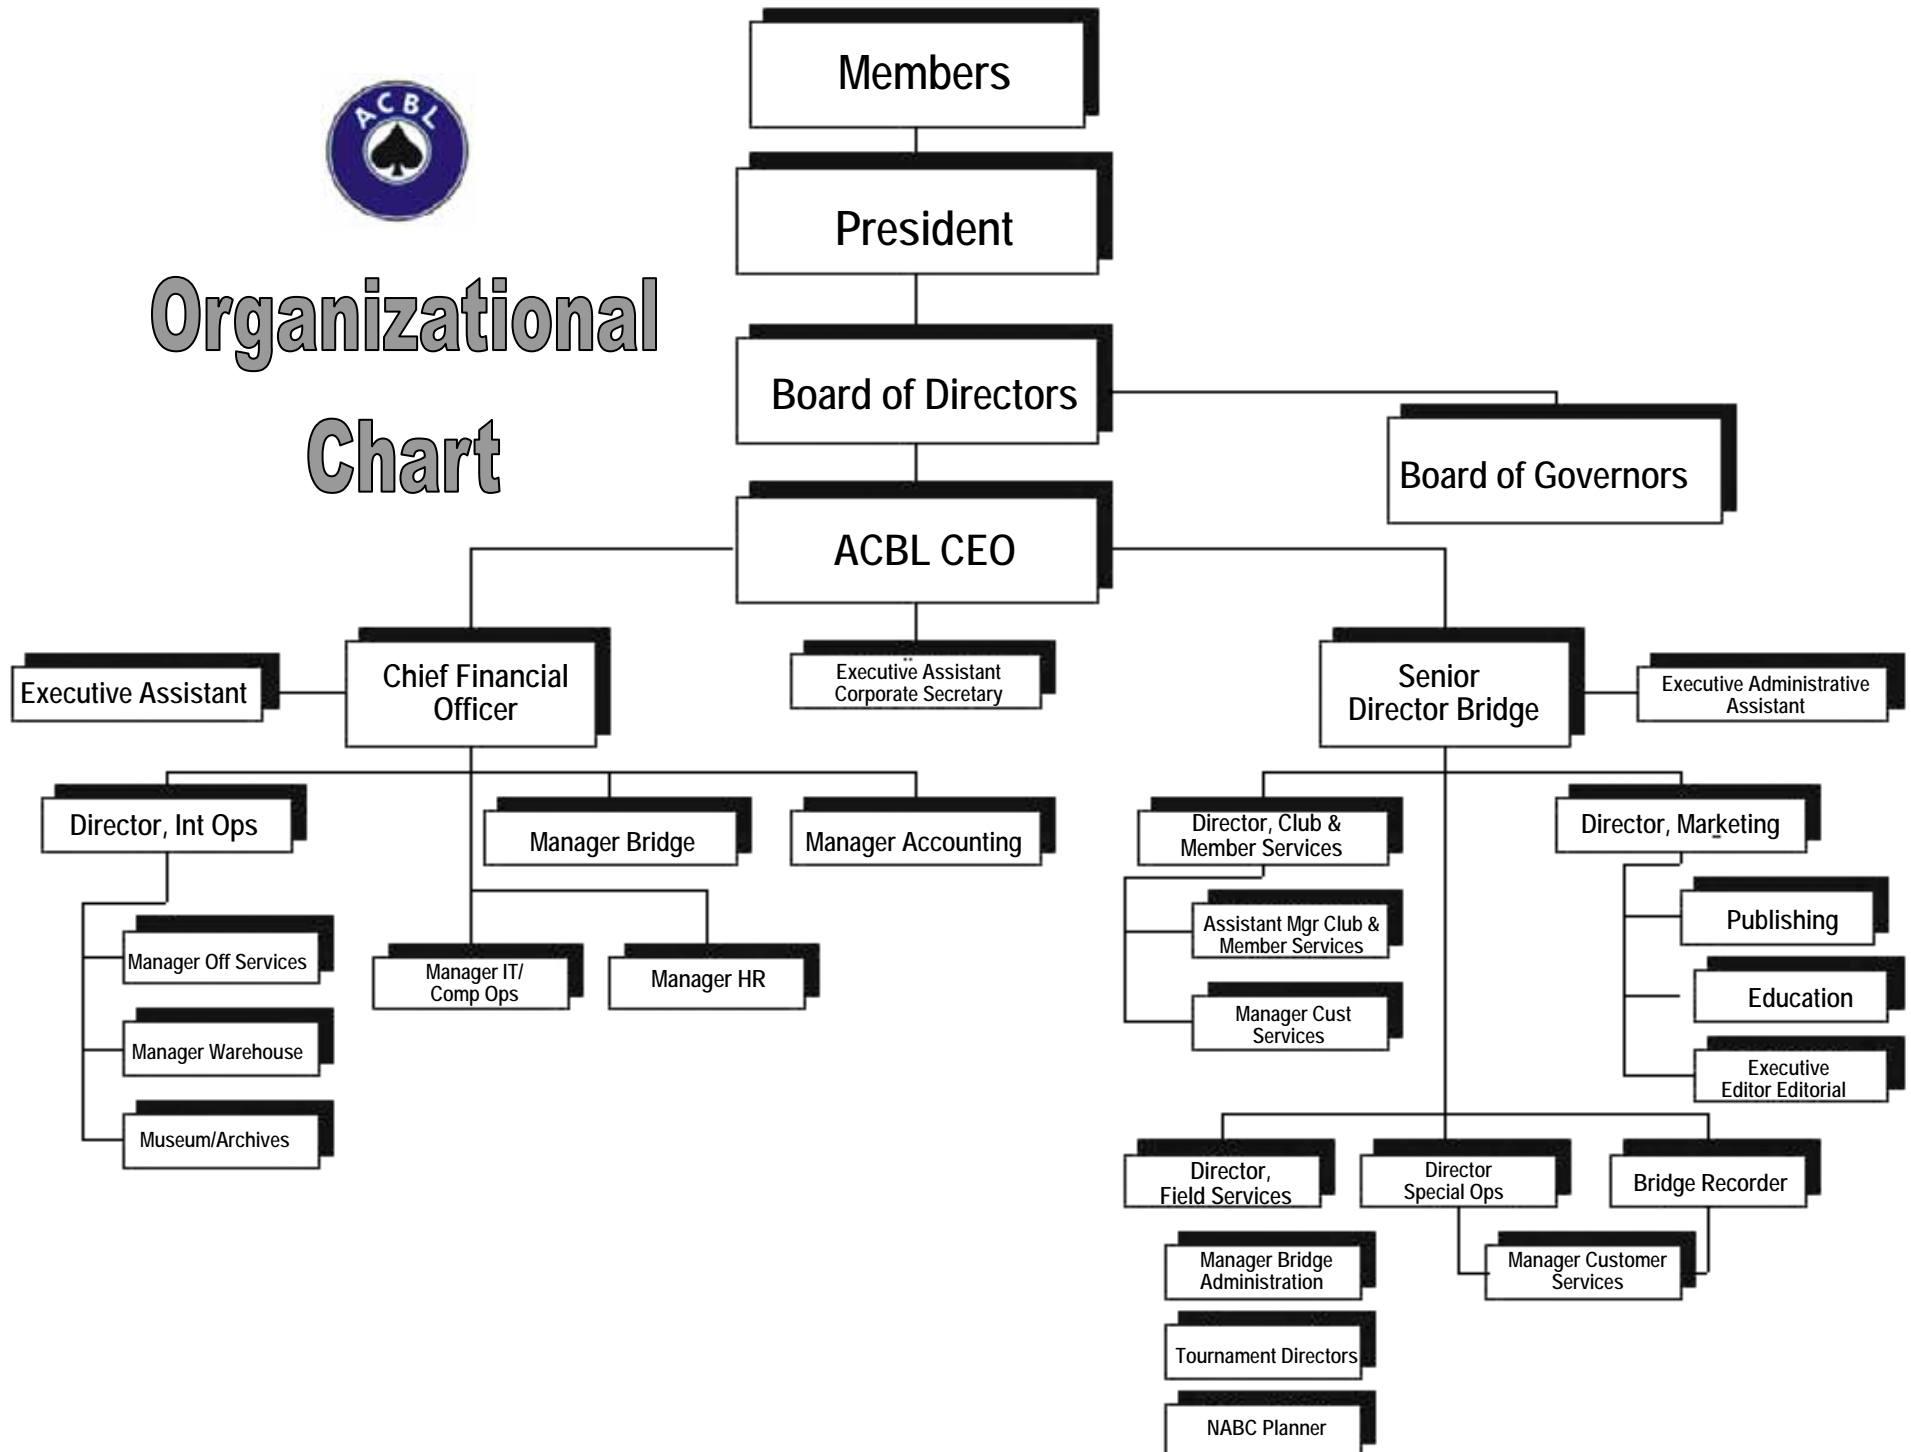 Members
ACBL
President
Organizational
Chart
Board of Directors
Board of Governors
ACBL CEO
Executive Assistant
Chief Financial
Officer
Executive Assistant
Corporate Secretary
Senior
Director Bridge
Executive Administrative
Assistant
Director, Int Ops
Manager Bridge
Manager Accounting
Director, Club &
Member Services
Director, Marketing
Manager Off Services
Manager IT/
Comp Ops
Manager HR
Assistant Mgr Club &
Member Services
Publishing
Manager Warehouse
Manager Cust
Services
Education
Museum/Archives
Executive
Editor Editorial
Director,
Field Services
Director
Special Ops
Bridge Recorder
Manager Bridge
Administration
Manager Customer
Services
Tournament Directors
NABC Planner